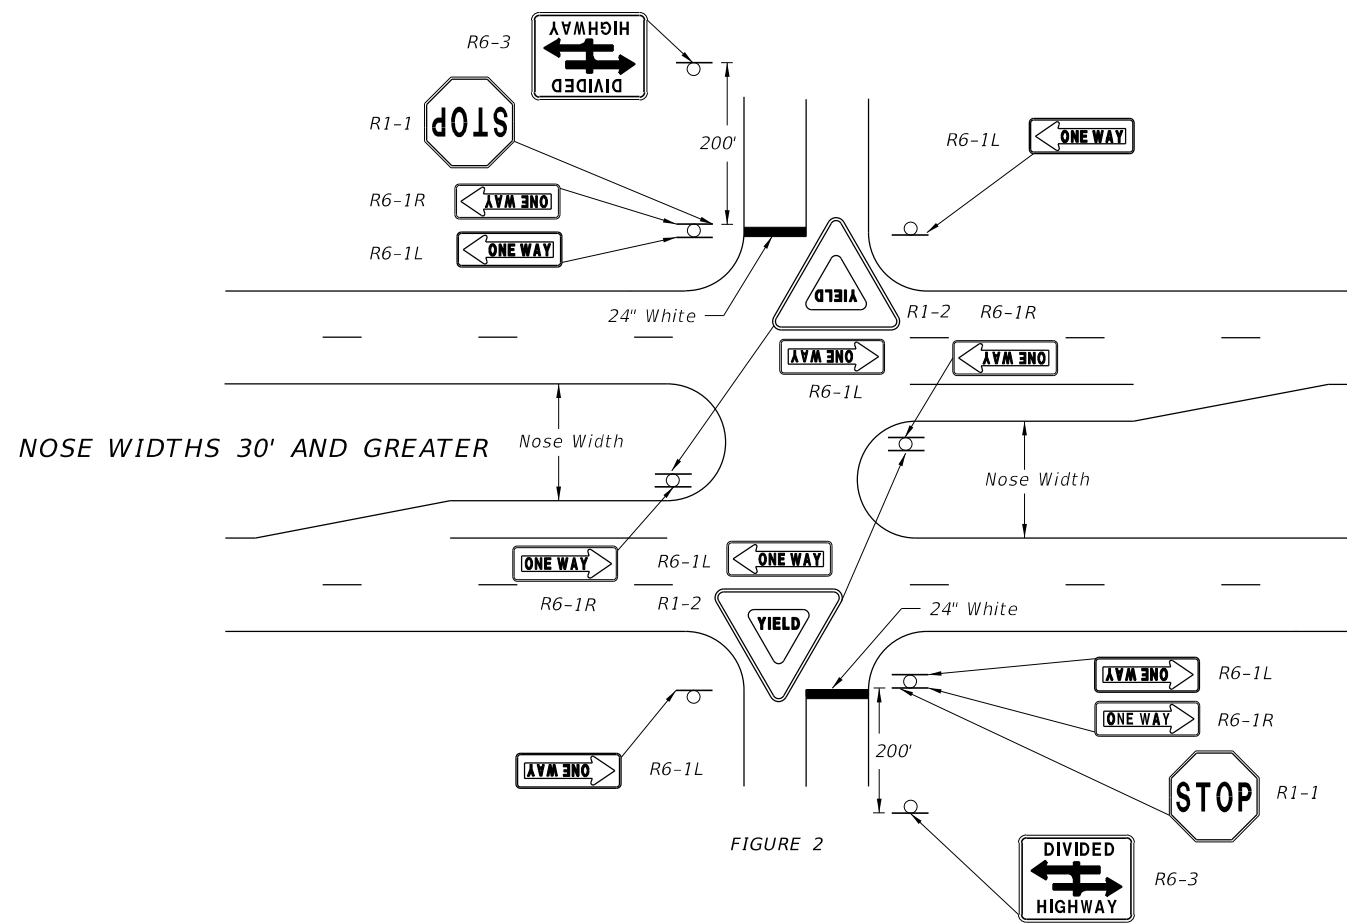 HIGHWAY
DIVIDED
R6-3
STOP
R1-1
200'
R6-1L
ONE WAY
R6-1R
ONE WAY
R6-1L
ONE WAY
24" White
YIELD
R1-2
R6-1R
ONE WAY
ONE WAY
R6-1L
NOSE WIDTHS 30' AND GREATER
Nose Width
Nose Width
ONE WAY
R6-1R
R6-1L
ONE WAY
R1-2
YIELD
24" White
ONE WAY
R6-1L
ONE WAY
R6-1R
200'
ONE WAY
R6-1L
STOP
R1-1
FIGURE 2
DIVIDED
HIGHWAY
R6-3